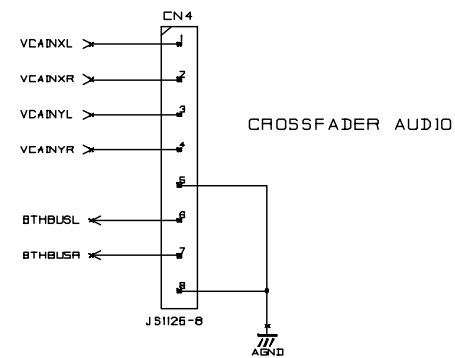 CN4
VCAINXL 1
VCAINXR 2
VCAINYL 3
VCAINYR 4
CROSSFADER AUDIO
5
BTHBUSL 6
BTHBUSR 7
8
JS1126-8
AGND